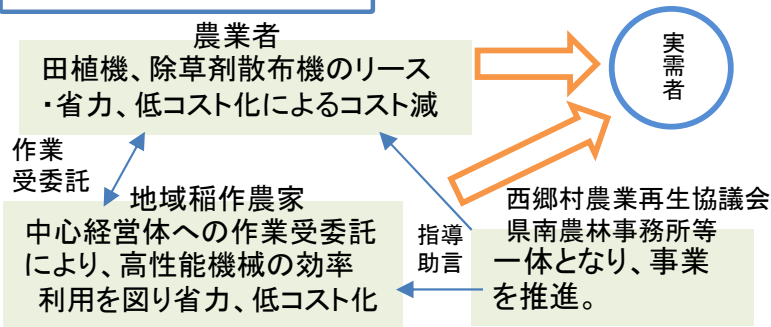 農業者
田植機、除草剤散布機のリース
・省力、低コスト化によるコスト減
実需者
作業
受委託
地域稲作農家
中心経営体への作業受委託
により、高性能機械の効率
利用を図り省力、低コスト化
指導
助言
西郷村農業再生協議会
県南農林事務所等
一体となり、事業
を推進。